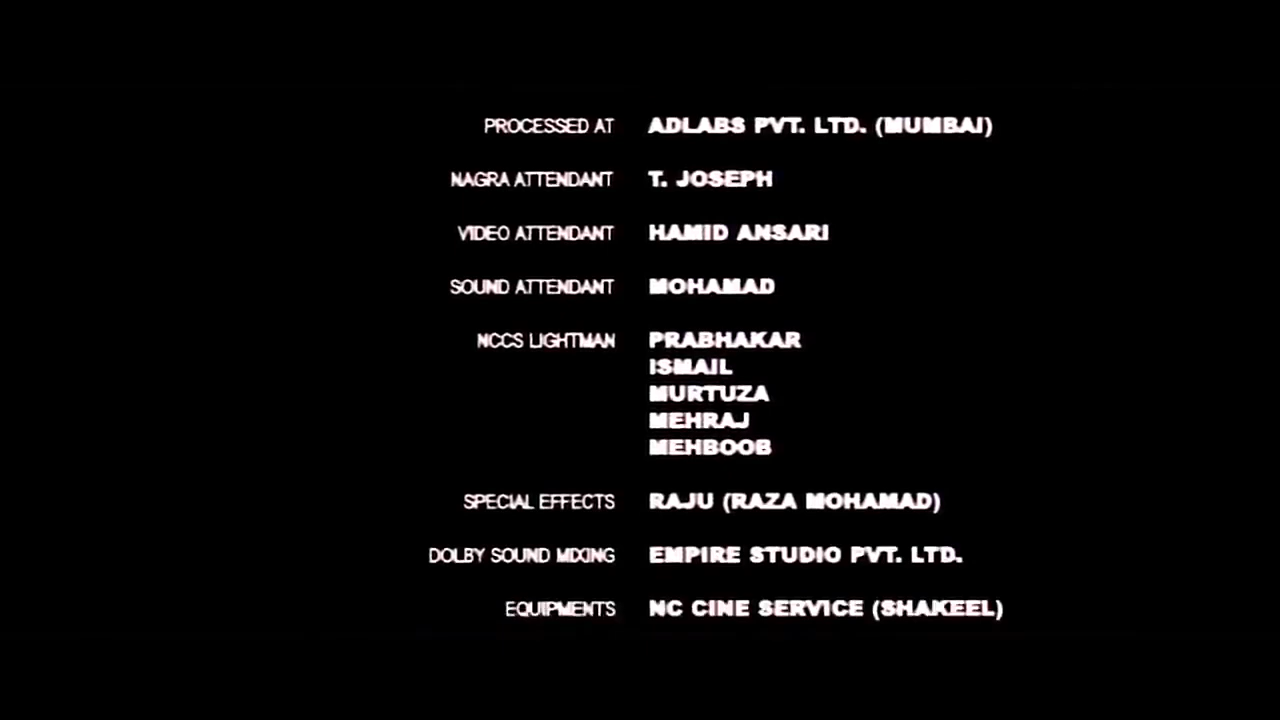 PROCESSED AT ADLABS PVT. LTD. (MUMBAI)
NAGRA ATTENDANT T. JOSEPH
VIDEO ATTENDANT HAMID ANSARI
SOUND ATTENDANT MOHAMAD
NCCS LIGHTMAN PRABHAKAR
ISMAIL
MURTUZA
MEHRAJ
MEHBOOB
SPECIAL EFFECTS RAJU (RAZA MOHAMAD)
DOLBY SOUND MIXING EMPIRE STUDIO PVT. LTD.
EQUIPMENTS NC CINE SERVICE (SHAKEEL)